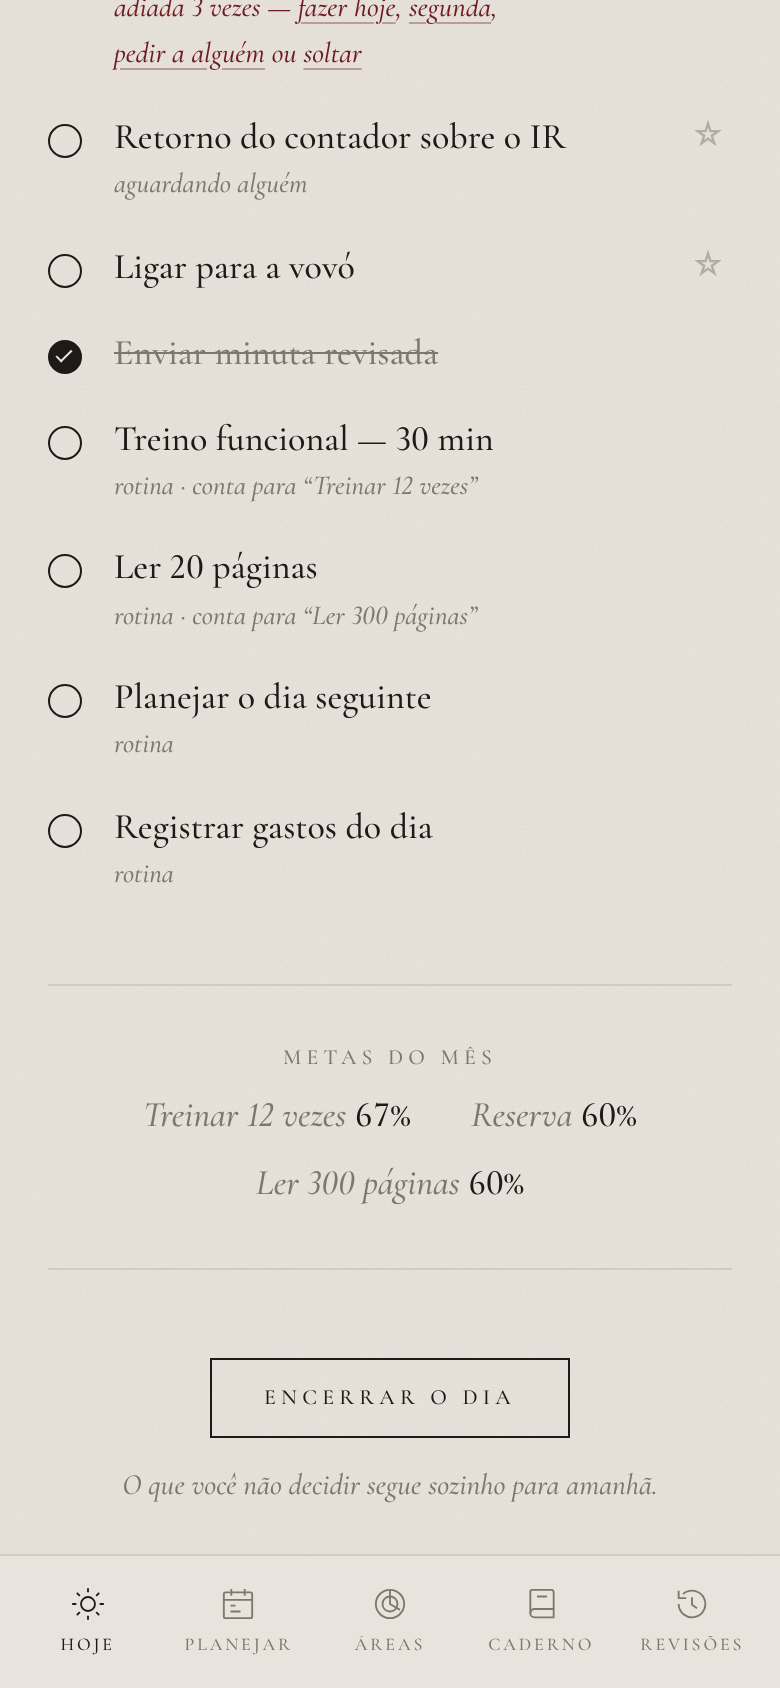 adiada 3 vezes — fazer hoje, segunda,
pedir a alguém ou soltar
Retorno do contador sobre o IR
aguardando alguém
Ligar para a vovó
Enviar minuta revisada
Treino funcional — 30 min
rotina · conta para “Treinar 12 vezes”
Ler 20 páginas
rotina · conta para “Ler 300 páginas”
Planejar o dia seguinte
rotina
Registrar gastos do dia
rotina
METAS DO MÊS
Treinar 12 vezes 67% Reserva 60%
Ler 300 páginas 60%
ENCERRAR O DIA
O que você não decidir segue sozinho para amanhã.
HOJE PLANEJAR ÁREAS CADERNO REVISÕES